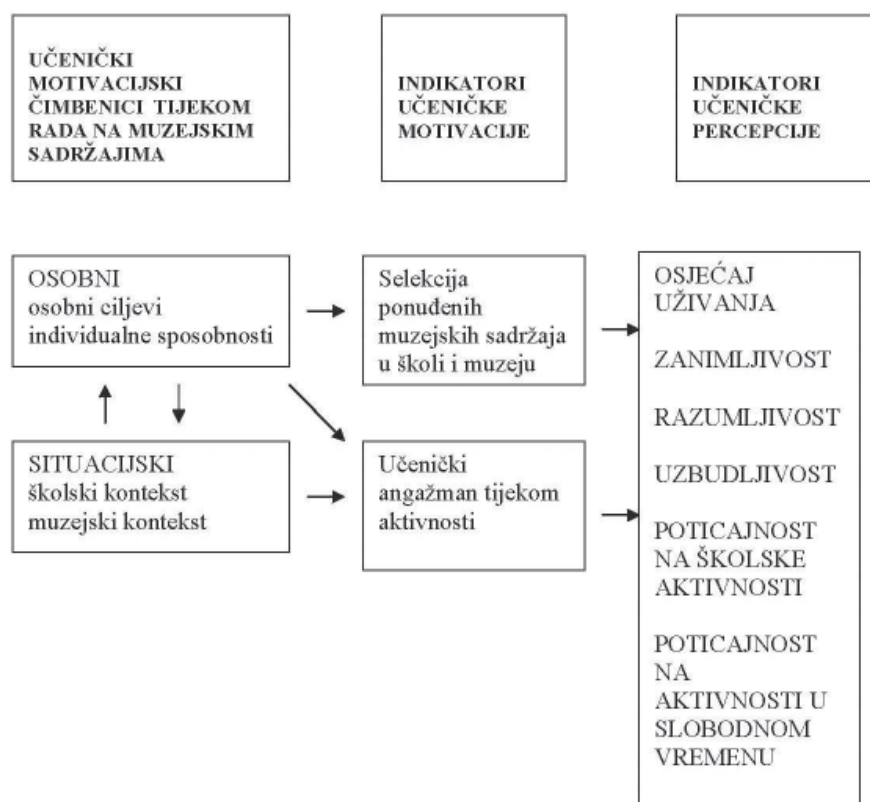 UČENIČKI
MOTIVACIJSKI
ČIMBENICI TIJEKOM
RADA NA MUZEJSKIM
SADRŽAJIMA
INDIKATORI
UČENIČKE
MOTIVACIJE
INDIKATORI
UČENIČKE
PERCEPCIJE
OSOBNI
osobni ciljevi
individualne sposobnosti
Selekcija
ponuđenih
muzejskih sadržaja
u školi i muzeju
SITUACIJSKI
školski kontekst
muzejski kontekst
Učenički
angažman tijekom
aktivnosti
OSJEĆAJ
UŽIVANJA
ZANIMLJIVOST
RAZUMLJIVOST
UZBUDLJIVOST
POTICAJNOST
NA ŠKOLSKE
AKTIVNOSTI
POTICAJNOST
NA
AKTIVNOSTI U
SLOBODNOM
VREMENU